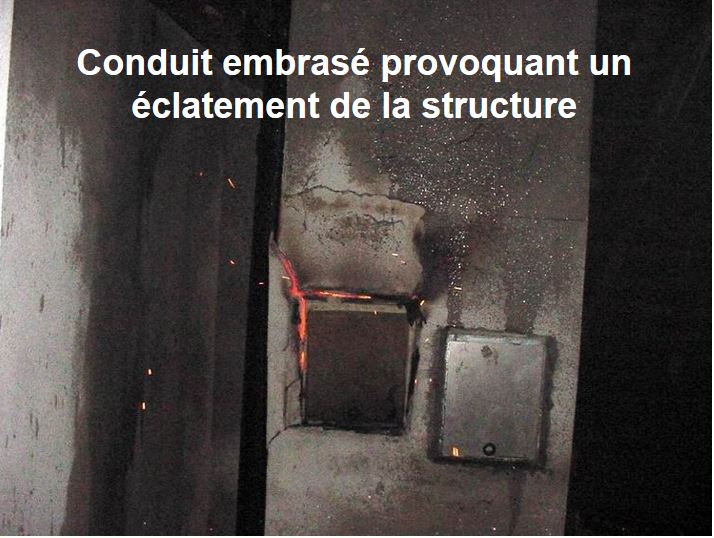 Conduit embrasé provoquant un
éclatement de la structure